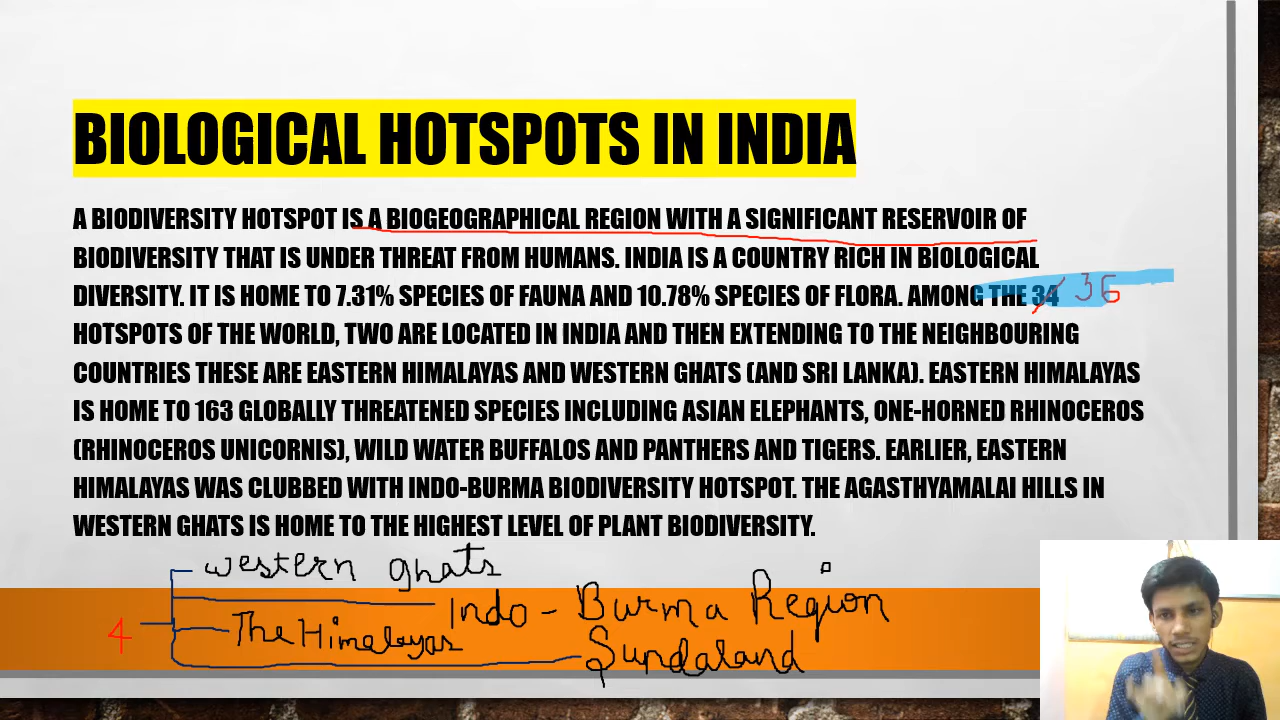 BIOLOGICAL HOTSPOTS IN INDIA
A BIODIVERSITY HOTSPOT IS A BIOGEOGRAPHICAL REGION WITH A SIGNIFICANT RESERVOIR OF
BIODIVERSITY THAT IS UNDER THREAT FROM HUMANS. INDIA IS A COUNTRY RICH IN BIOLOGICAL
DIVERSITY. IT IS HOME TO 7.31% SPECIES OF FAUNA AND 10.78% SPECIES OF FLORA. AMONG THE 34 36
HOTSPOTS OF THE WORLD, TWO ARE LOCATED IN INDIA AND THEN EXTENDING TO THE NEIGHBOURING
COUNTRIES THESE ARE EASTERN HIMALAYAS AND WESTERN GHATS (AND SRI LANKA). EASTERN HIMALAYAS
IS HOME TO 163 GLOBALLY THREATENED SPECIES INCLUDING ASIAN ELEPHANTS, ONE-HORNED RHINOCEROS
(RHINOCEROS UNICORNIS), WILD WATER BUFFALOS AND PANTHERS AND TIGERS. EARLIER, EASTERN
HIMALAYAS WAS CLUBBED WITH INDO-BURMA BIODIVERSITY HOTSPOT. THE AGASTHYAMALAI HILLS IN
WESTERN GHATS IS HOME TO THE HIGHEST LEVEL OF PLANT BIODIVERSITY.
western ghats
Indo - Burma Region
4 The Himalayas
Sundaland